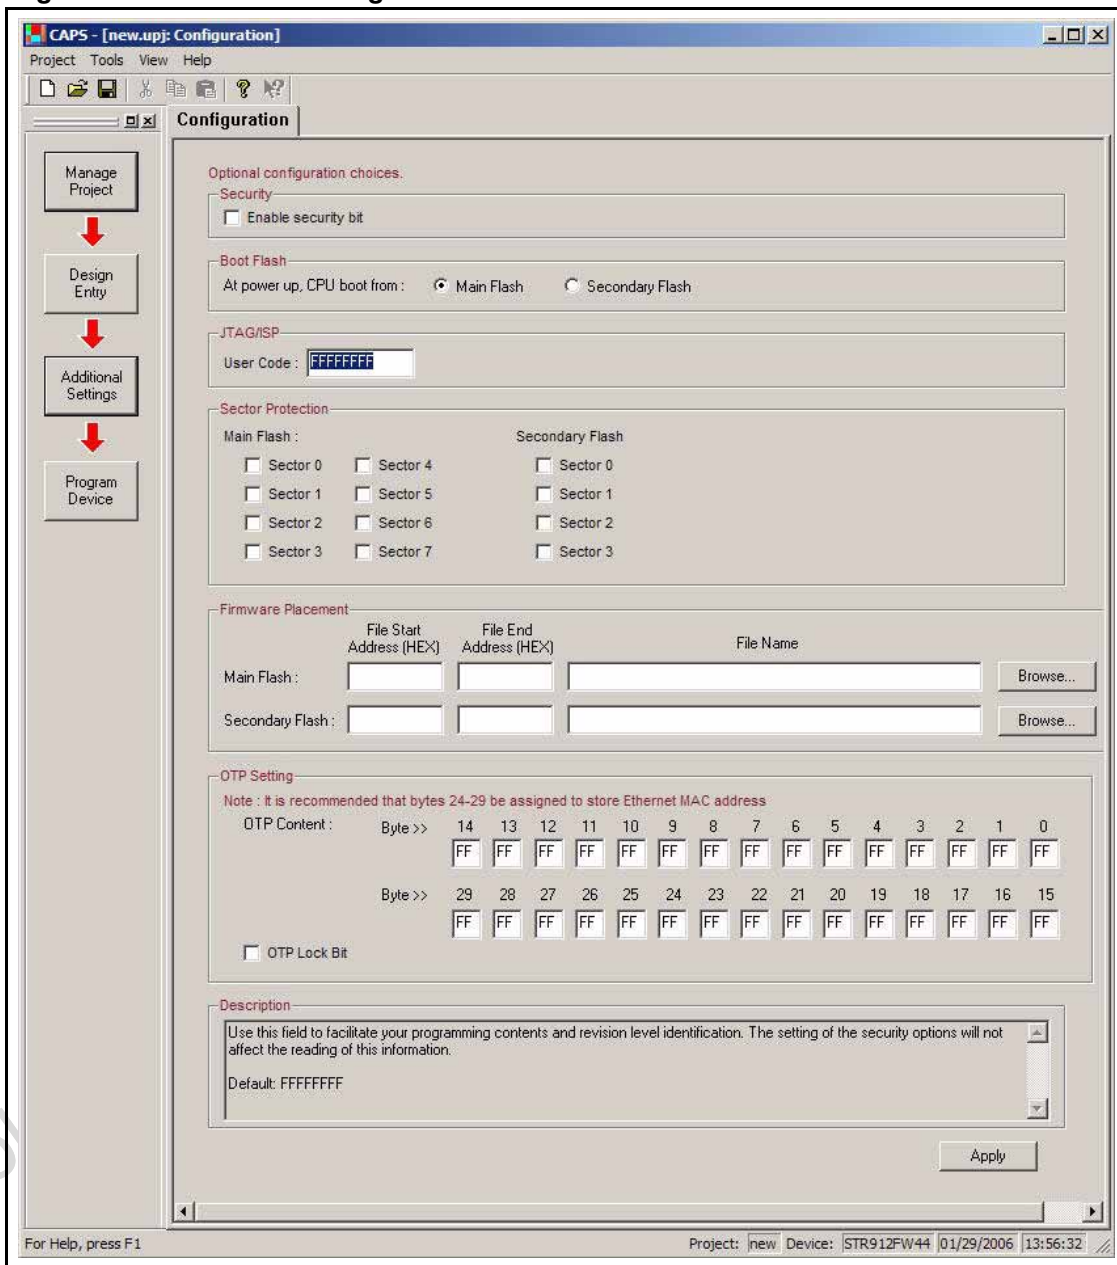 CAPS - [new.upj: Configuration]
Project Tools View Help
Configuration
Manage
Project
Design
Entry
Additional
Settings
Program
Device
Optional configuration choices.
Security
Enable security bit
Boot Flash
At power up, CPU boot from : Main Flash Secondary Flash
JTAG/ISP
User Code : FFFFFFFF
Sector Protection
Main Flash : Secondary Flash
Sector 0 Sector 4 Sector 0
Sector 1 Sector 5 Sector 1
Sector 2 Sector 6 Sector 2
Sector 3 Sector 7 Sector 3
Firmware Placement
File Start File End
Address (HEX) Address (HEX) File Name
Main Flash : Browse...
Secondary Flash : Browse...
OTP Setting
Note : It is recommended that bytes 24-29 be assigned to store Ethernet MAC address
OTP Content : Byte >> 14 13 12 11 10 9 8 7 6 5 4 3 2 1 0
FF FF FF FF FF FF FF FF FF FF FF FF FF FF FF
Byte >> 29 28 27 26 25 24 23 22 21 20 19 18 17 16 15
FF FF FF FF FF FF FF FF FF FF FF FF FF FF FF
OTP Lock Bit
Description
Use this field to facilitate your programming contents and revision level identification. The setting of the security options will not
affect the reading of this information.
Default: FFFFFFFF
Apply
For Help, press F1 Project: new Device: STR912FW44 01/29/2006 13:56:32